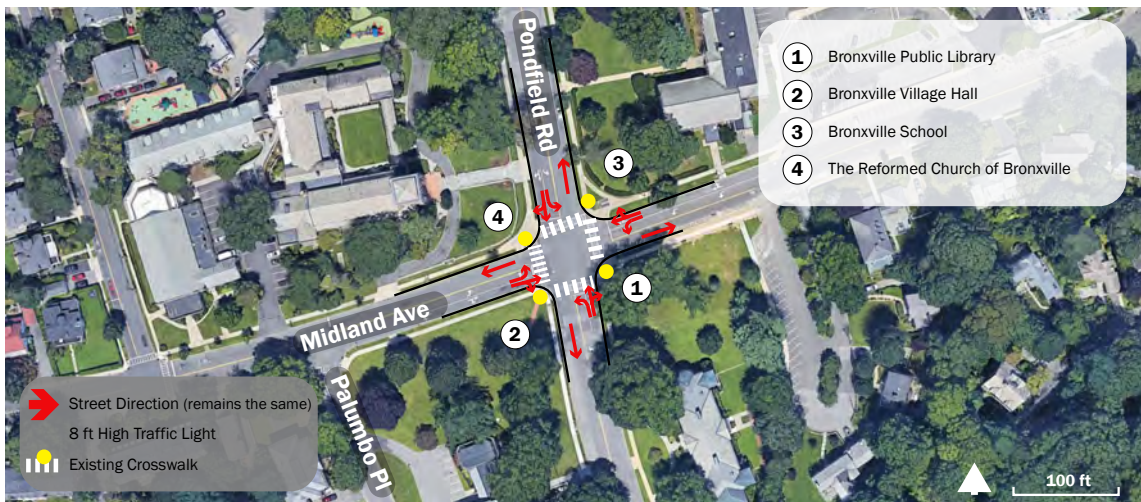 Pondfield Rd
1 Bronxville Public Library
2 Bronxville Village Hall
3 Bronxville School
4 The Reformed Church of Bronxville
3
4
1
Midland Ave
2
Palumbo Pl
Street Direction (remains the same)
8 ft High Traffic Light
Existing Crosswalk
100 ft